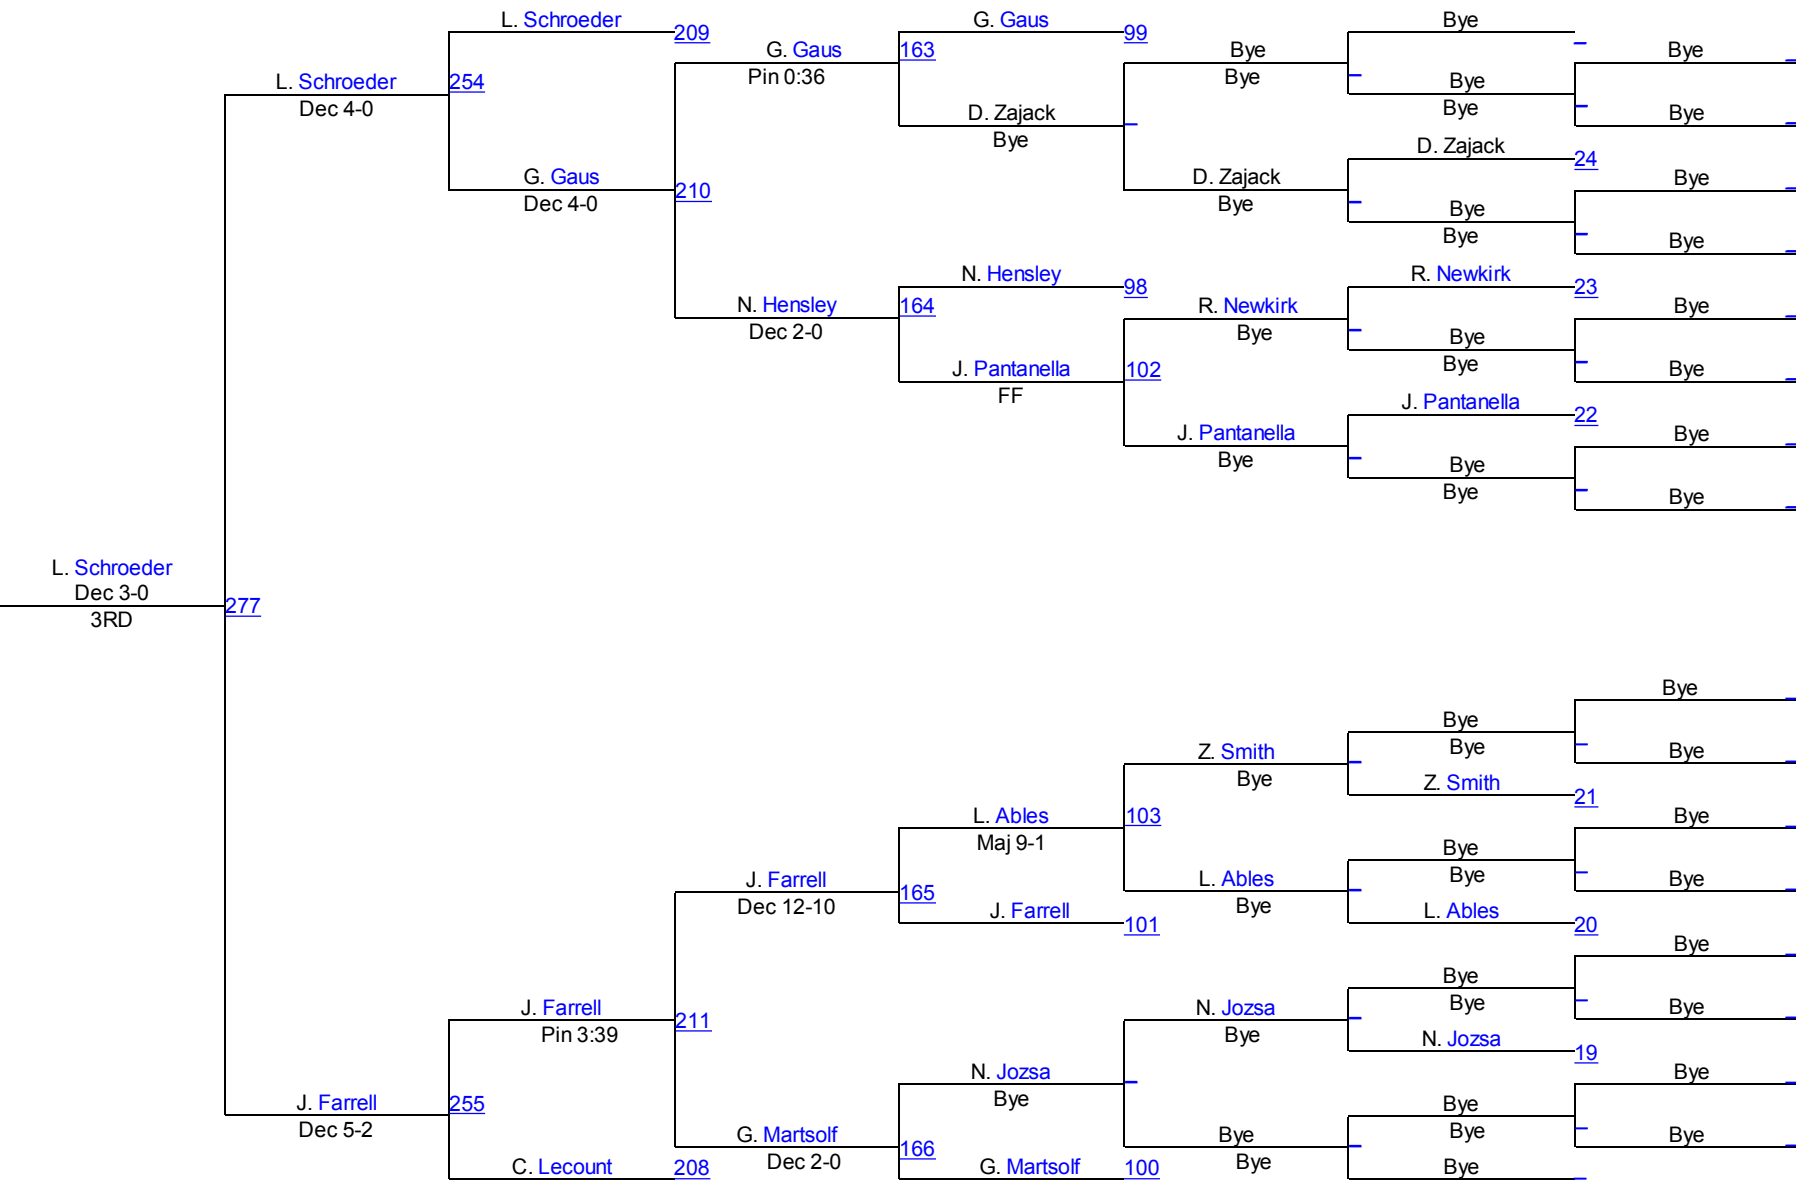 L. Schroeder G. Gaus Bye
209 99
G. Gaus 163 Bye Bye
Pin 0:36 Bye
L. Schroeder 254 Bye
Dec 4-0 D. Zajack Bye Bye
Bye D. Zajack
24
G. Gaus 210 D. Zajack Bye
Dec 4-0 Bye Bye
Bye Bye
N. Hensley R. Newkirk
98 23
N. Hensley 164 R. Newkirk Bye
Dec 2-0 Bye Bye
J. Pantanella 102 Bye Bye
FF J. Pantanella
22
J. Pantanella Bye
Bye Bye
Bye Bye
L. Schroeder
Dec 3-0
277
3RD
Bye
Bye
Z. Smith Bye Bye
Bye Z. Smith
21
L. Ables 103 Bye
Maj 9-1 Bye
J. Farrell 165 L. Ables Bye Bye
Dec 12-10 Bye
J. Farrell L. Ables
101 20
Bye
Bye
J. Farrell 211 N. Jozsa Bye Bye
Pin 3:39 Bye N. Jozsa
19
N. Jozsa Bye
J. Farrell 255 Bye Bye
Dec 5-2 G. Martsolf Bye Bye Bye
Dec 2-0 166 Bye
C. Lecount 208 G. Martsolf 100 Bye